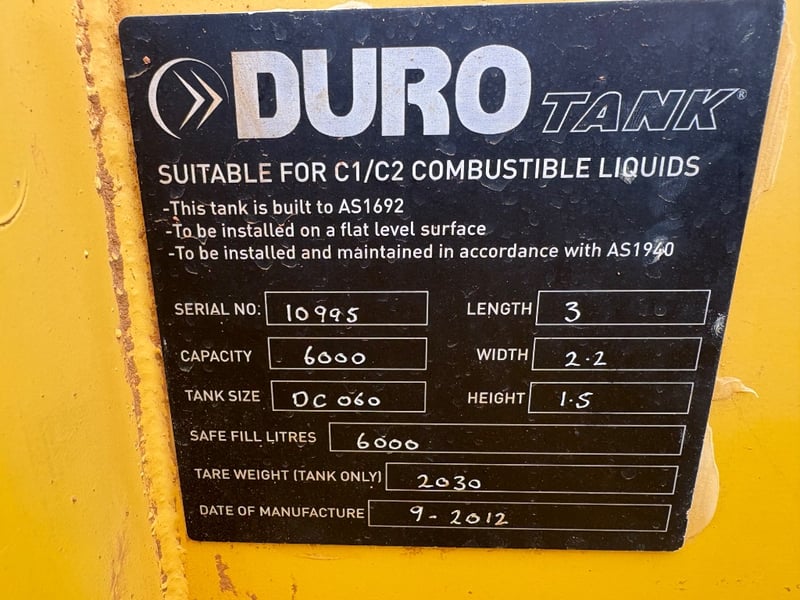 DURO TANK®
SUITABLE FOR C1/C2 COMBUSTIBLE LIQUIDS
-This tank is built to AS1692
-To be installed on a flat level surface
-To be installed and maintained in accordance with AS1940
SERIAL NO: 10995 LENGTH 3
CAPACITY 6000 WIDTH 2.2
TANK SIZE DC 060 HEIGHT 1.5
SAFE FILL LITRES 6000
TARE WEIGHT (TANK ONLY) 2030
DATE OF MANUFACTURE 9-2012